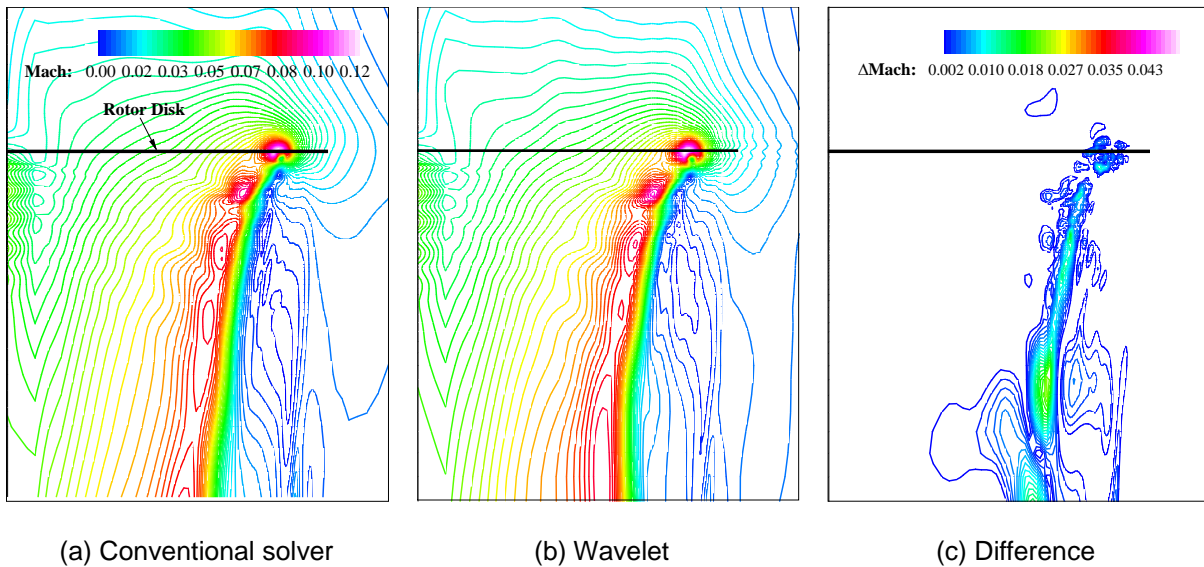 Mach: 0.00 0.02 0.03 0.05 0.07 0.08 0.10 0.12
Rotor Disk
ΔMach: 0.002 0.010 0.018 0.027 0.035 0.043
(a) Conventional solver
(b) Wavelet
(c) Difference